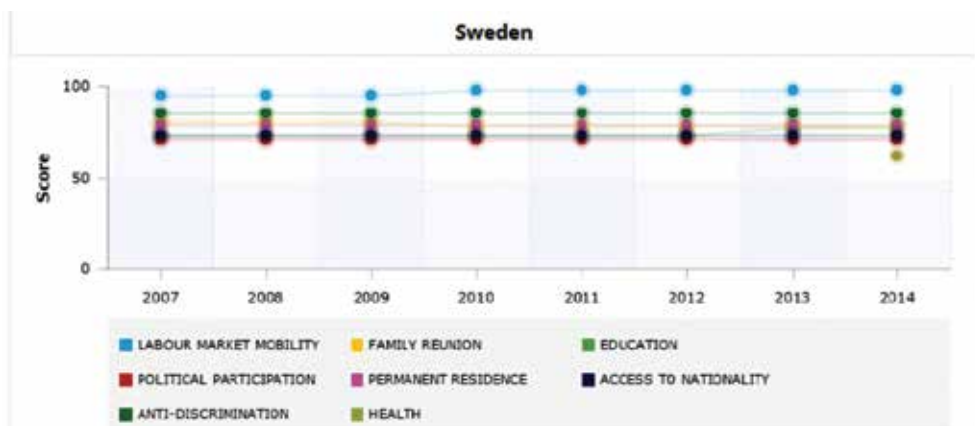 Sweden
100
50
0
Score
2007 2008 2009 2010 2011 2012 2013 2014
LABOUR MARKET MOBILITY FAMILY REUNION EDUCATION
POLITICAL PARTICIPATION PERMANENT RESIDENCE ACCESS TO NATIONALITY
ANTI-DISCRIMINATION HEALTH